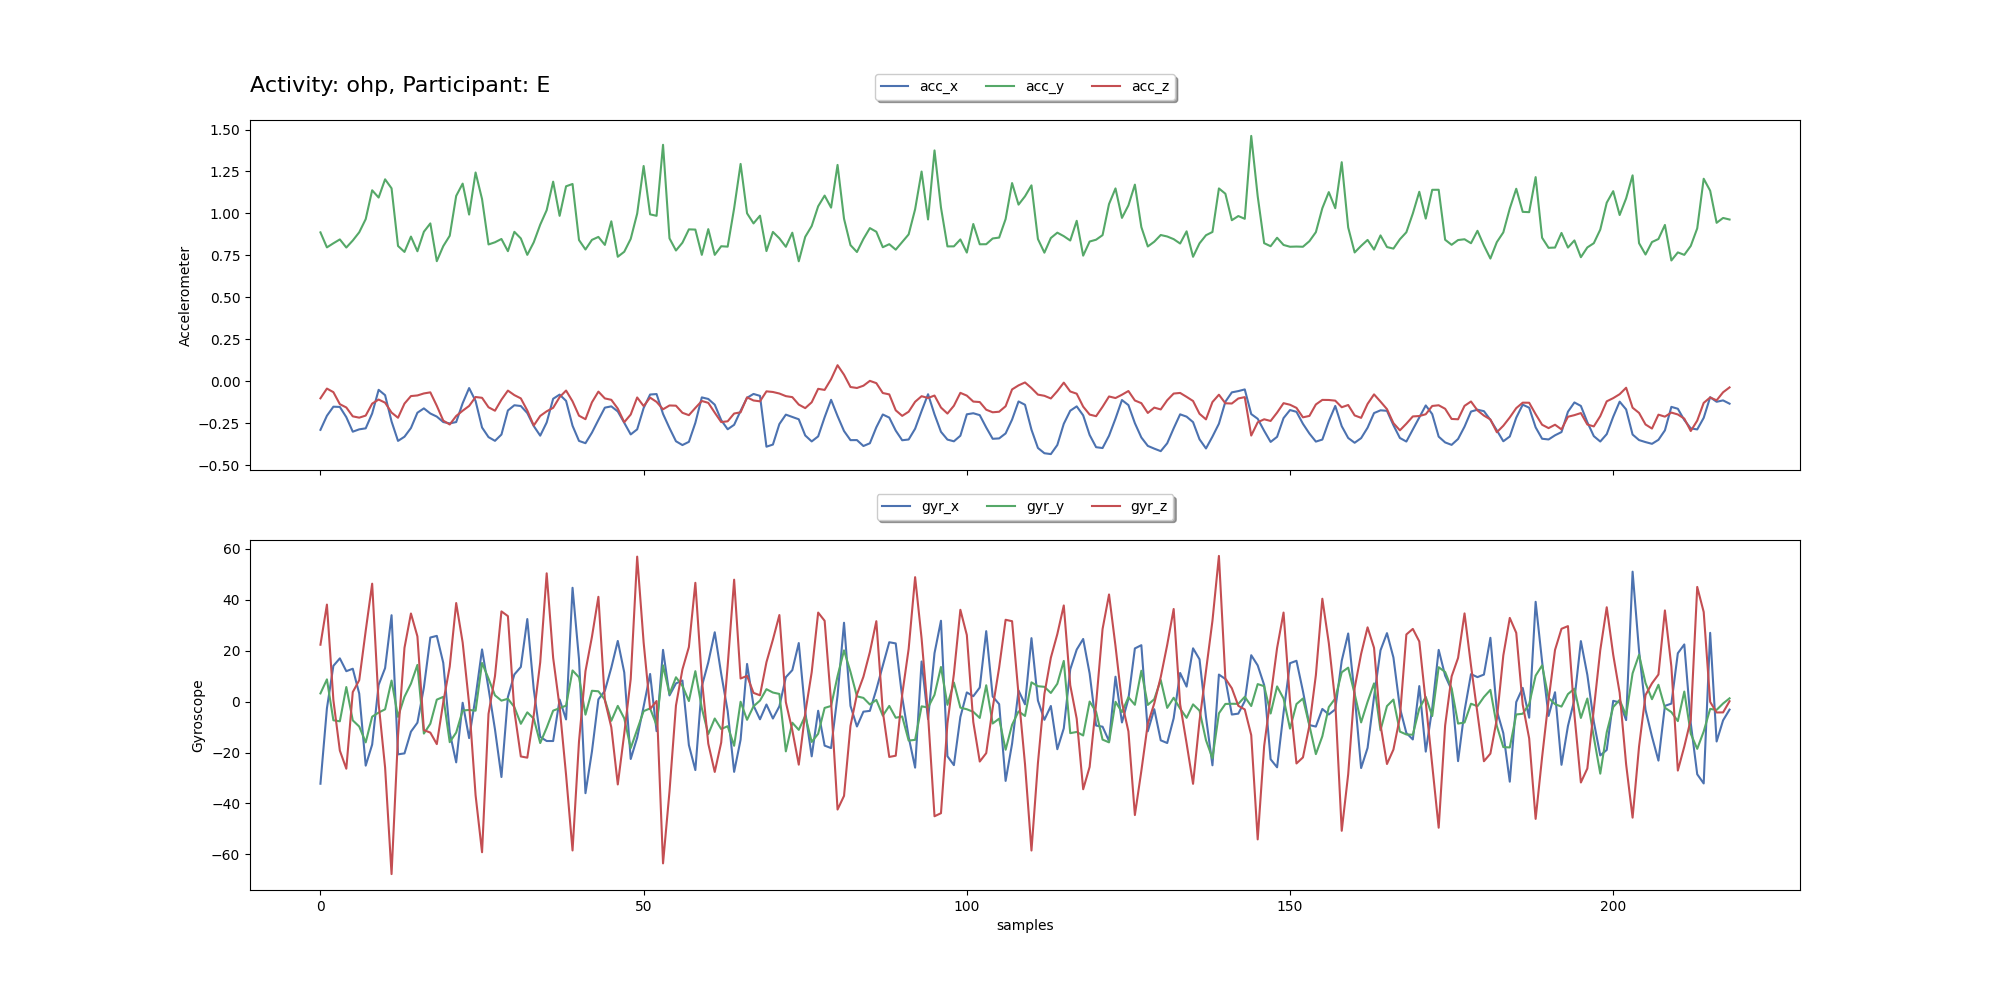 Activity: ohp, Participant: E
acc_x acc_y acc_z
1.50
1.25
1.00
0.75
0.50
0.25
0.00
−0.25
−0.50
Accelerometer
gyr_x gyr_y gyr_z
60
40
20
0
−20
−40
−60
Gyroscope
0 50 100 150 200
samples